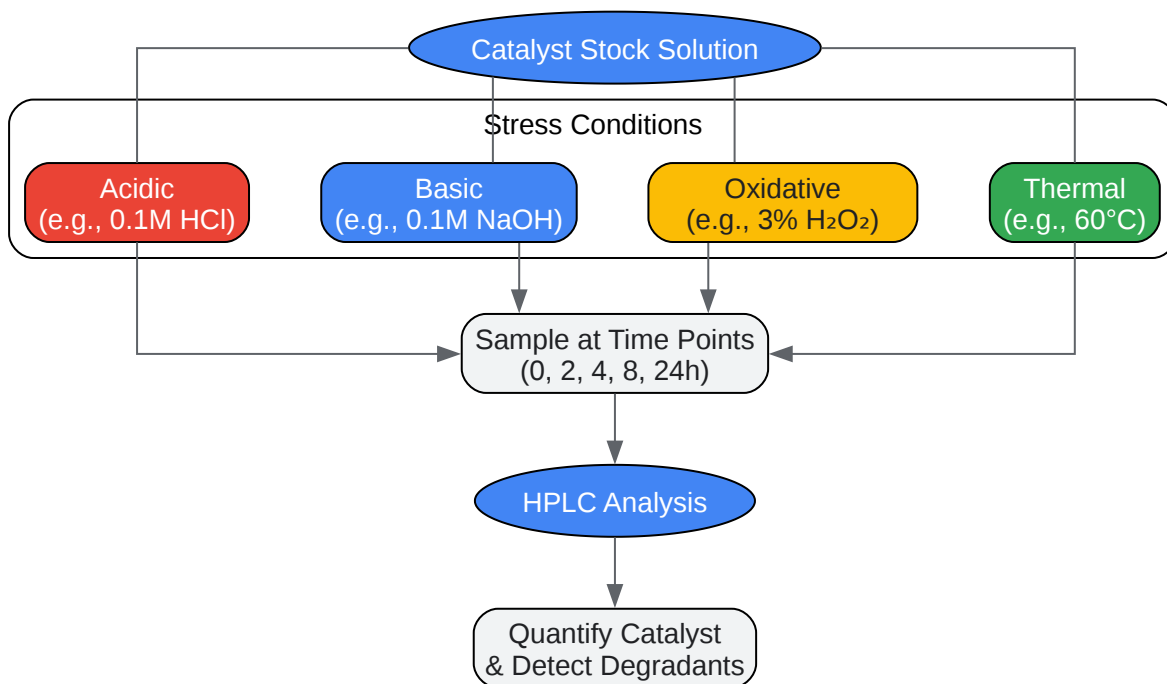 Catalyst Stock Solution
Stress Conditions
Acidic
(e.g., 0.1M HCl)
Basic
(e.g., 0.1M NaOH)
Oxidative
(e.g., 3% H₂O₂)
Thermal
(e.g., 60°C)
Sample at Time Points
(0, 2, 4, 8, 24h)
HPLC Analysis
Quantify Catalyst
& Detect Degradants